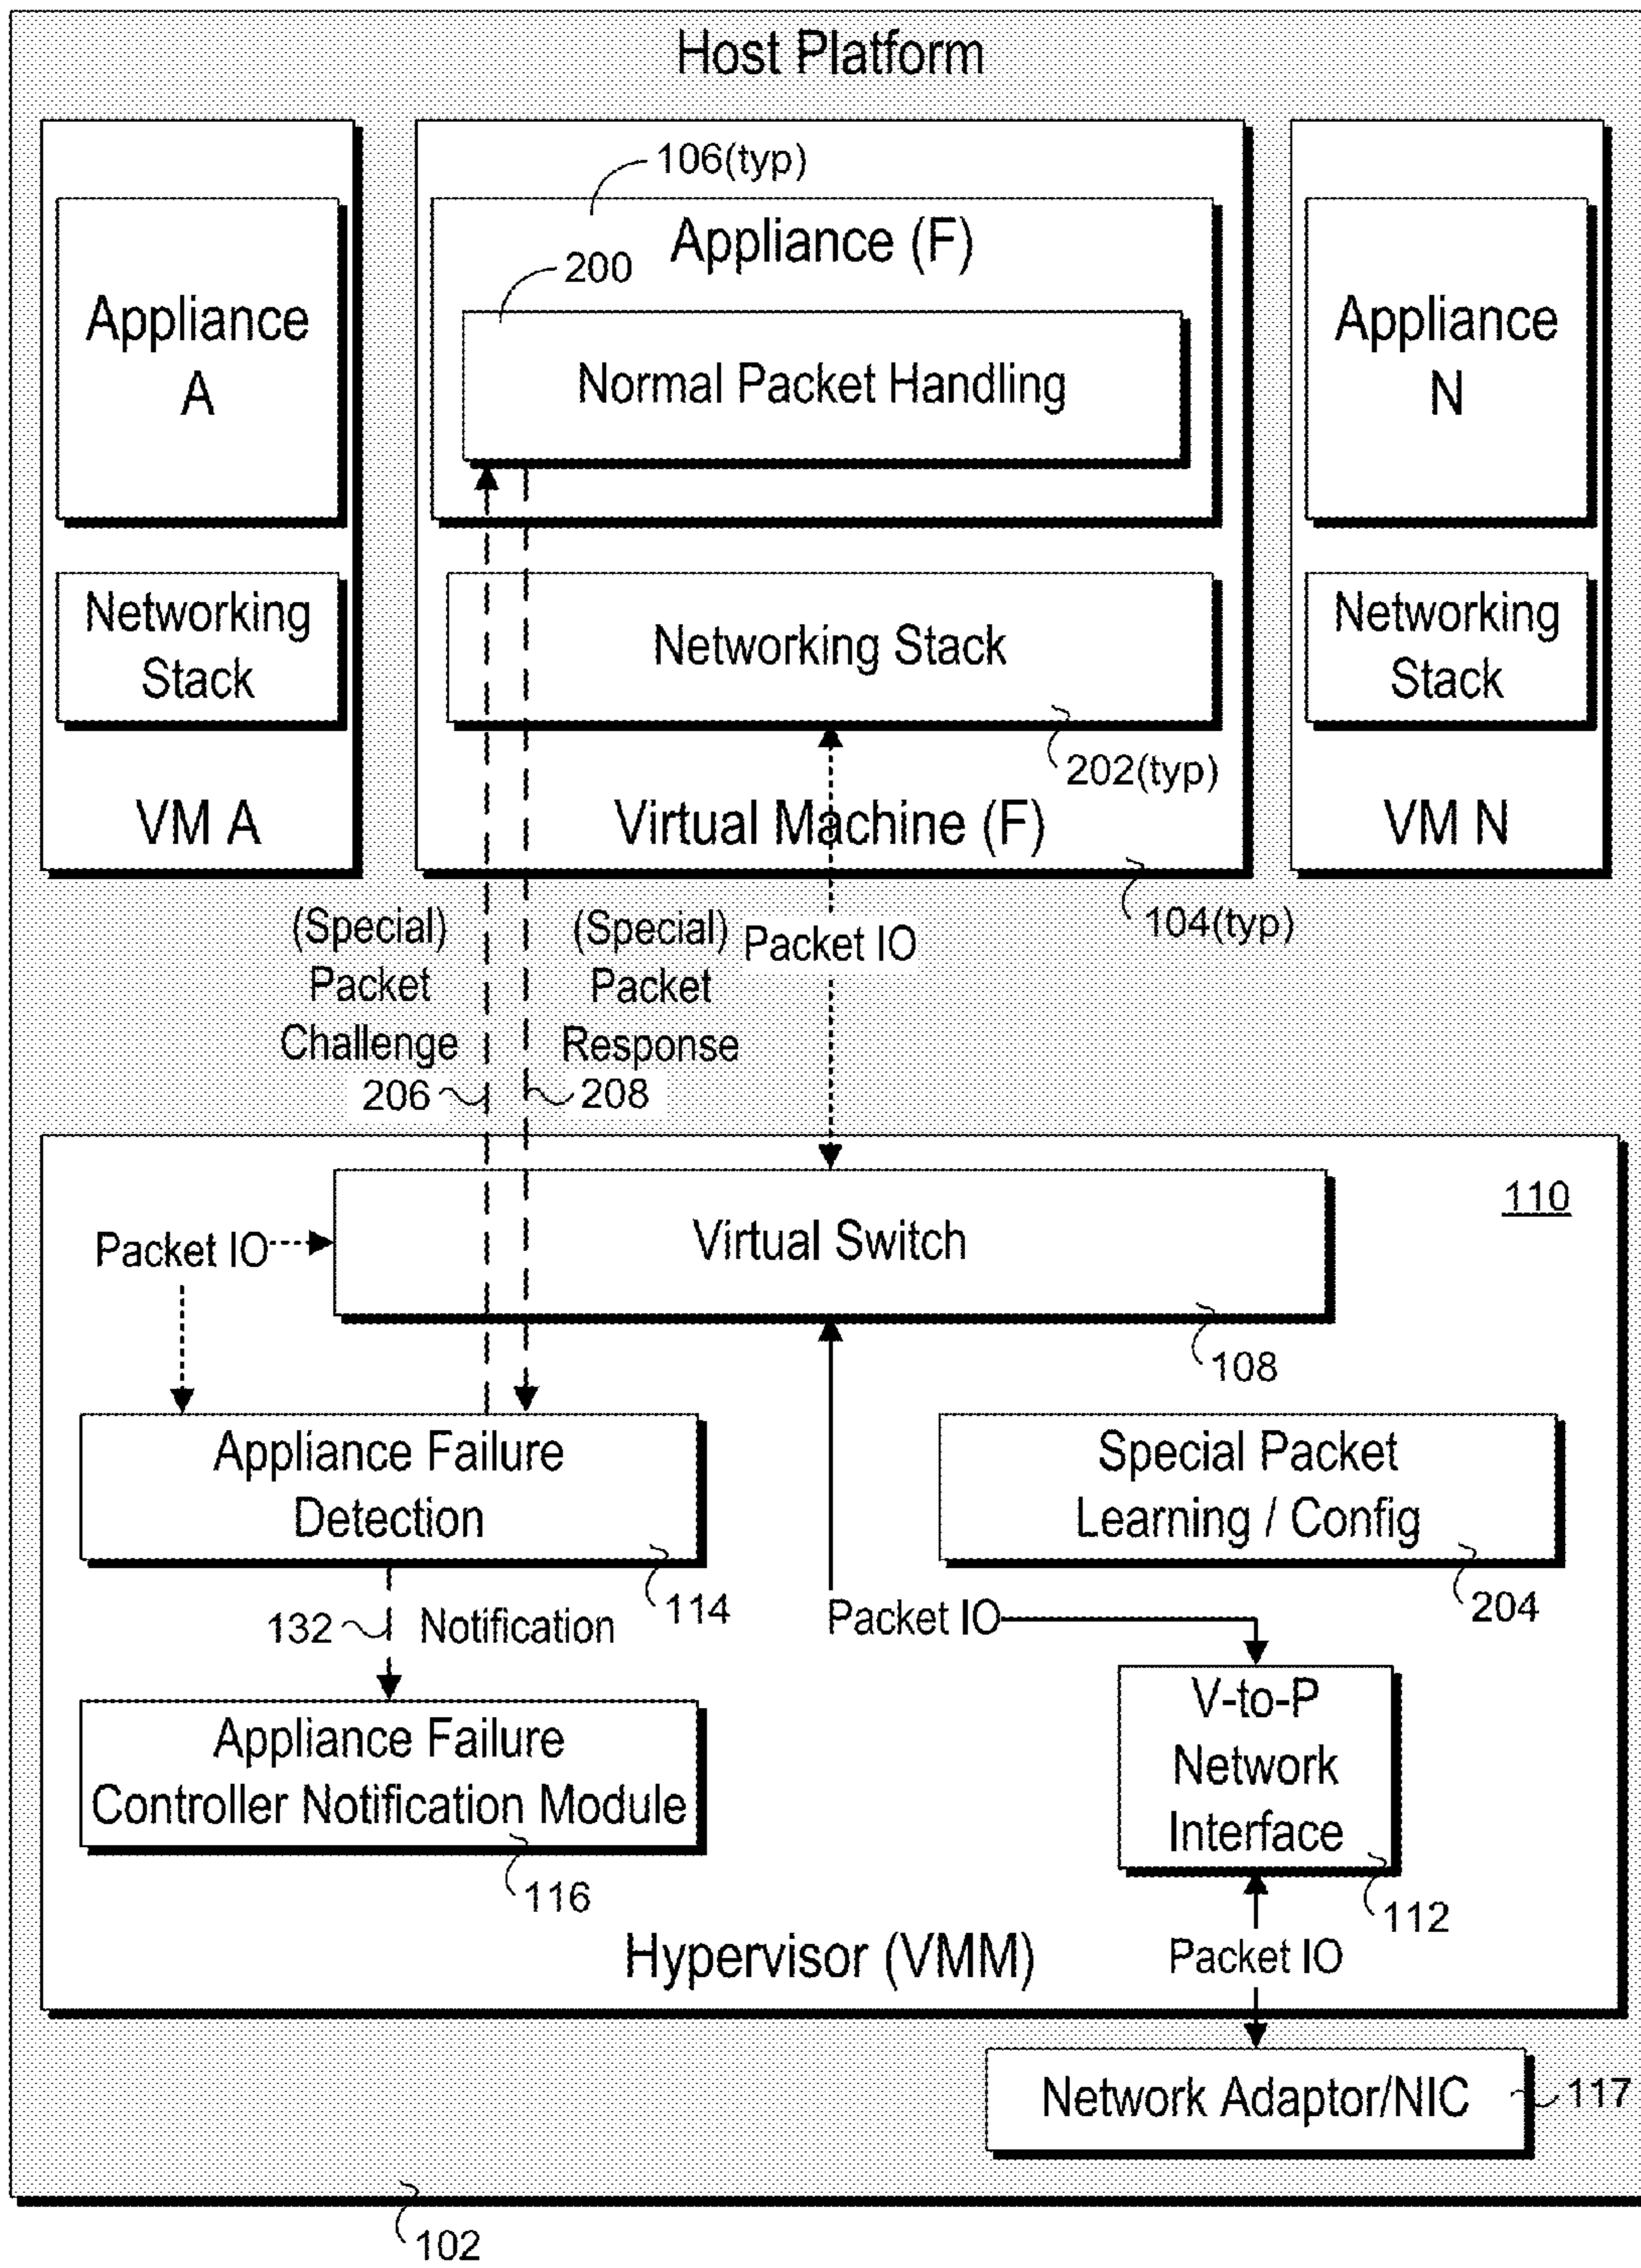 Host Platform
Appliance
A
Networking
Stack
VM A
106(typ)
Appliance (F)
200
Normal Packet Handling
Networking Stack
202(typ)
Virtual Machine (F)
104(typ)
Appliance
N
Networking
Stack
VM N
(Special)
Packet
Challenge
206
(Special)
Packet
Response
208
Packet IO
110
Virtual Switch
108
Packet IO
Appliance Failure
Detection
114
Special Packet
Learning / Config
204
132
Notification
Packet IO
Appliance Failure
Controller Notification Module
116
V-to-P
Network
Interface
112
Hypervisor (VMM)
Packet IO
Network Adaptor/NIC
117
102